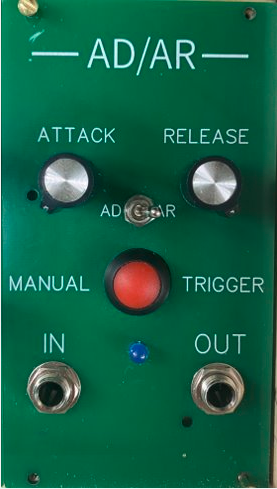 AD/AR
ATTACK RELEASE
AD AR
MANUAL TRIGGER
IN OUT